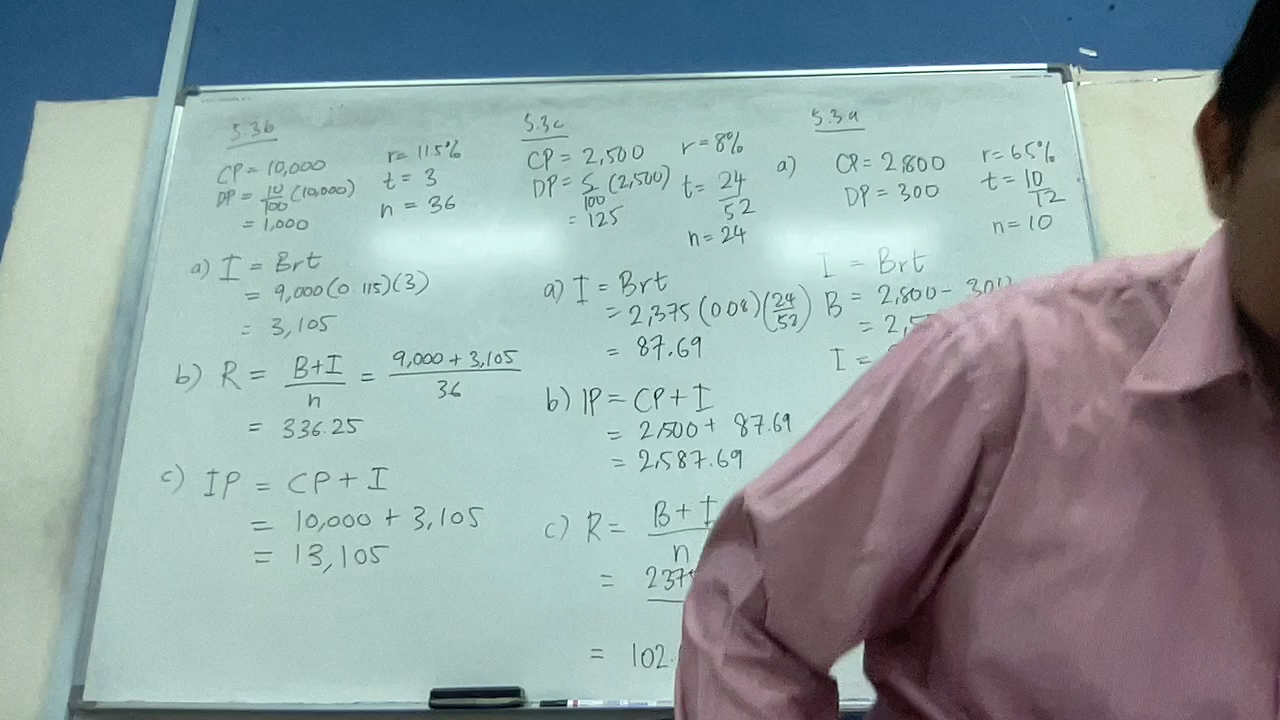 5.3b
CP = 10,000
DP = 10/100 (10,000)
= 1,000
r = 11 5%
t = 3
n = 36
a) I = Brt
= 9,000 (0 115)(3)
= 3,105
b) R = B+I/n = 9,000 + 3,105/36
= 336.25
c) IP = CP + I
= 10,000 + 3,105
= 13,105
5.3c
CP = 2,500
DP = 5/100 (2,500)
= 125
r = 8%
t = 24/52
n = 24
a) I = Brt
= 2,375 (0 08)(24/52)
= 87.69
b) IP = CP + I
= 2,500 + 87.69
= 2,587.69
c) R = B + I/n
=
= 102.
5.3a
a) CP = 2,800
DP = 300
r = 6 5%
t = 10/12
n = 10
I = Brt
B = 2,800 -
=
I =